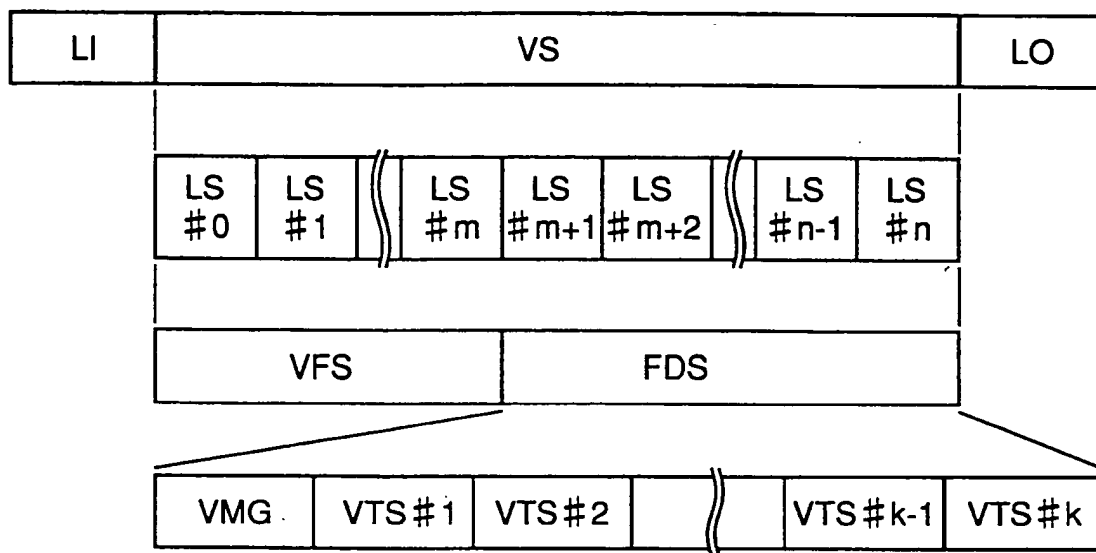 LI VS LO
LS #0 LS #1 LS #m LS #m+1 LS #m+2 LS #n-1 LS #n
VFS FDS
VMG VTS#1 VTS#2 VTS#k-1 VTS#k